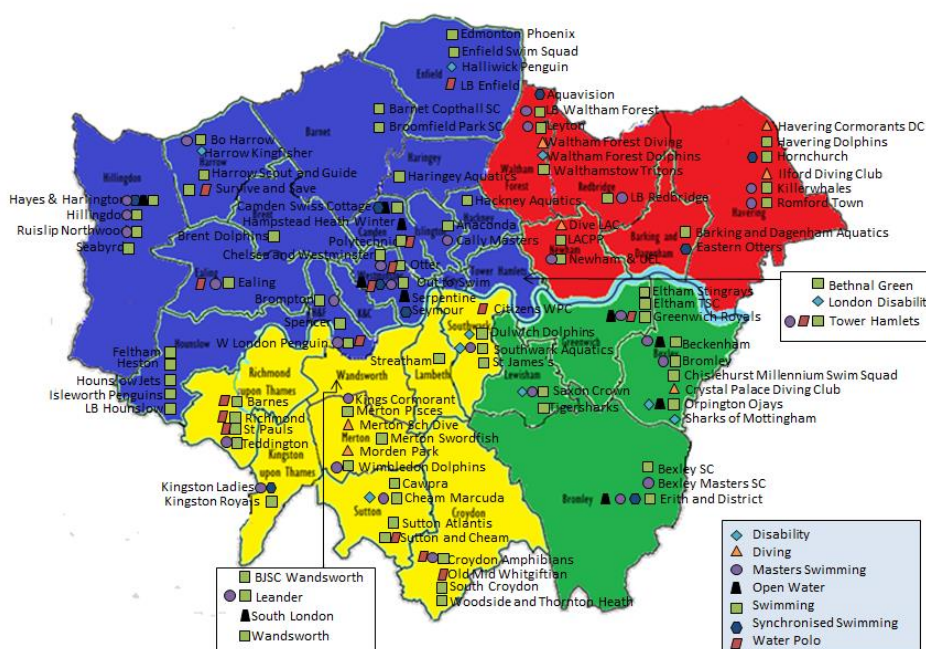 Edmonton Phoenix
Enfield Swim Squad
Halliwick Penguin
Enfield
LB Enfield
Aquavision
LB Waltham Forest
Leyton
Barnet Copthall SC
Broomfield Park SC
Barnet
Waltham Forest Diving
Waltham Forest Dolphins
Walthamstow Tritons
Waltham
Forest
Havering Cormorants DC
Havering Dolphins
Hornchurch
Ilford Diving Club
Killerwhales
Romford Town
Havering
Redbridge
LB Redbridge
Bo Harrow
Harrow Kingfisher
Harrow
Harrow Scout and Guide
Survive and Save
Haringey
Haringey Aquatics
Hillingdon
Hayes & Harlington
Hillingdon
Ruislip Northwood
Seabyrd
Camden Swiss Cottage
Camden
Hampstead Heath Winter
Hackney Aquatics
Hackney
Brent
Brent Dolphins
Islington
Anaconda
Cally Masters
Polytechnic
Chelsea and Westminster
Otter
Out to Swim
Westminster
Serpentine
Seymour
Dive LAC
LACPP
Newham
Newham & UEL
Barking and Dagenham Aquatics
Barking and
Dagenham
Eastern Otters
Tower Hamlets
Ealing
Ealing
Brompton
H&F
K&C
Spencer
W London Penguin
Bethnal Green
London Disability
Tower Hamlets
Eltham Stingrays
Eltham TSC
Greenwich Royals
Greenwich
Citizens WPC
Southwark
Dulwich Dolphins
Southwark Aquatics
St James's
Streatham
Lambeth
Lewisham
Saxon Crown
Tigersharks
Beckenham
Bexley
Bromley
Chislehurst Millennium Swim Squad
Crystal Palace Diving Club
Orpington Ojays
Sharks of Mottingham
Hounslow
Feltham
Heston
Hounslow Jets
Isleworth Penguins
LB Hounslow
Richmond
upon Thames
Barnes
Richmond
St Pauls
Teddington
Wandsworth
Kings Cormorant
Merton Pisces
Merton Sch Dive
Merton
Merton Swordfish
Morden Park
Wimbledon Dolphins
Kingston
upon Thames
Kingston Ladies
Kingston Royals
Cawpra
Cheam Marcuda
Sutton
Croydon
Sutton Atlantis
Sutton and Cheam
Croydon Amphibians
Old Mid Whitgiftian
South Croydon
Woodside and Thornton Heath
Bexley SC
Bexley Masters SC
Bromley
Erith and District
BJSC Wandsworth
Leander
South London
Wandsworth
Disability
Diving
Masters Swimming
Open Water
Swimming
Synchronised Swimming
Water Polo